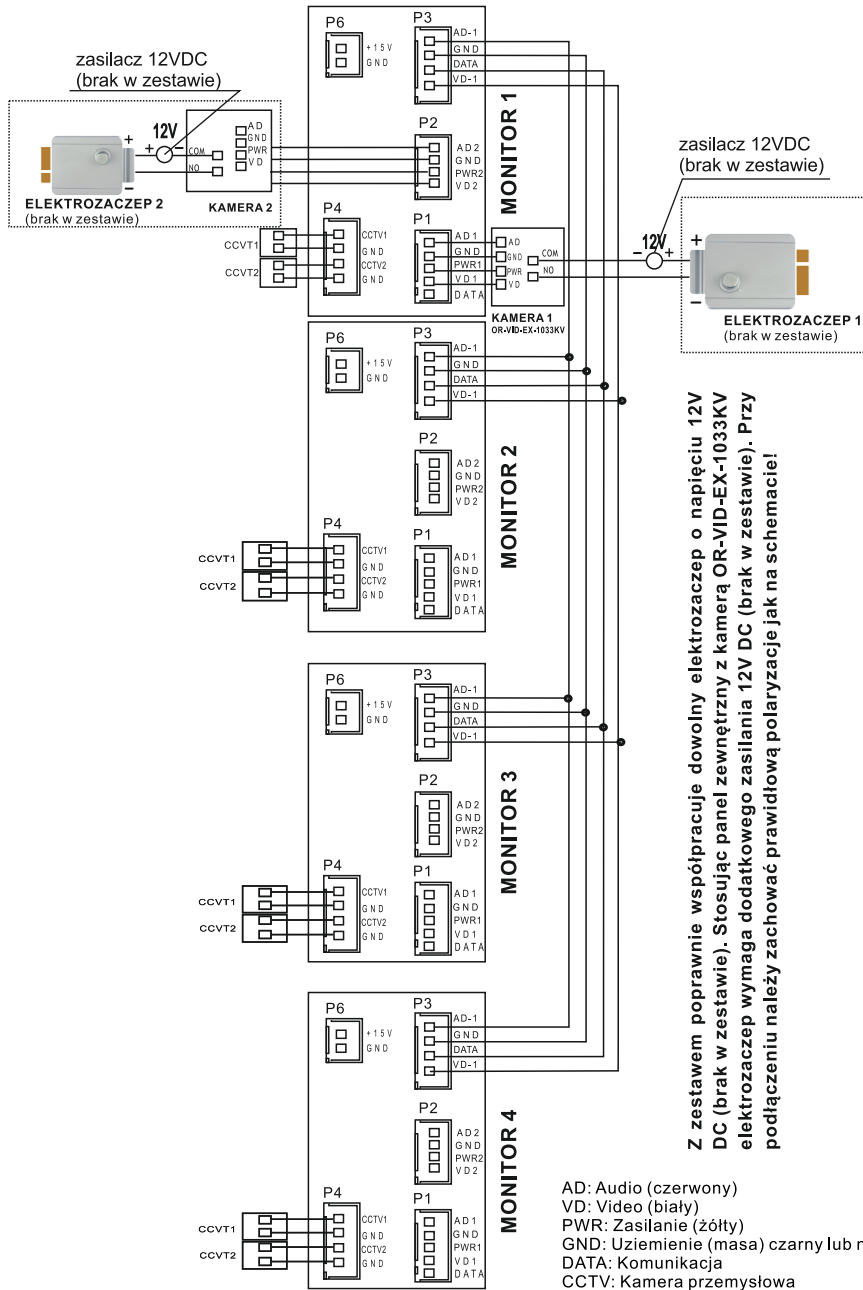 zasilacz 12VDC
(brak w zestawie)
12V
+ -
+
-
COM
NO
AD
GND
PWR
VD
ELEKTROZACZEP 2
(brak w zestawie)
KAMERA 2
P6
+15V
GND
P3
AD-1
GND
DATA
VD-1
P2
AD2
GND
PWR2
VD2
P4
CCTV1
GND
CCTV2
GND
CCVT1
CCVT2
P1
AD1
GND
PWR1
VD1
DATA
MONITOR 1
AD
GND
PWR
VD
COM
NO
KAMERA 1
OR-VID-EX-1033KV
zasilacz 12VDC
(brak w zestawie)
12V
- +
+
-
ELEKTROZACZEP 1
(brak w zestawie)
P6
+15V
GND
P3
AD-1
GND
DATA
VD-1
P2
AD2
GND
PWR2
VD2
P4
CCTV1
GND
CCTV2
GND
CCVT1
CCVT2
P1
AD1
GND
PWR1
VD1
DATA
MONITOR 2
P6
+15V
GND
P3
AD-1
GND
DATA
VD-1
P2
AD2
GND
PWR2
VD2
P4
CCTV1
GND
CCTV2
GND
CCVT1
CCVT2
P1
AD1
GND
PWR1
VD1
DATA
MONITOR 3
P6
+15V
GND
P3
AD-1
GND
DATA
VD-1
P2
AD2
GND
PWR2
VD2
P4
CCTV1
GND
CCTV2
GND
CCVT1
CCVT2
P1
AD1
GND
PWR1
VD1
DATA
MONITOR 4
Z zestawem poprawnie współpracuje dowolny elektrozaczep o napięciu 12V
DC (brak w zestawie). Stosując panel zewnętrzny z kamerą OR-VID-EX-1033KV
elektrozaczep wymaga dodatkowego zasilania 12V DC (brak w zestawie). Przy
podłączeniu należy zachować prawidłową polaryzacje jak na schemacie!
AD: Audio (czerwony)
VD: Video (biały)
PWR: Zasilanie (żółty)
GND: Uziemienie (masa) czarny lub
DATA: Komunikacja
CCTV: Kamera przemysłowa